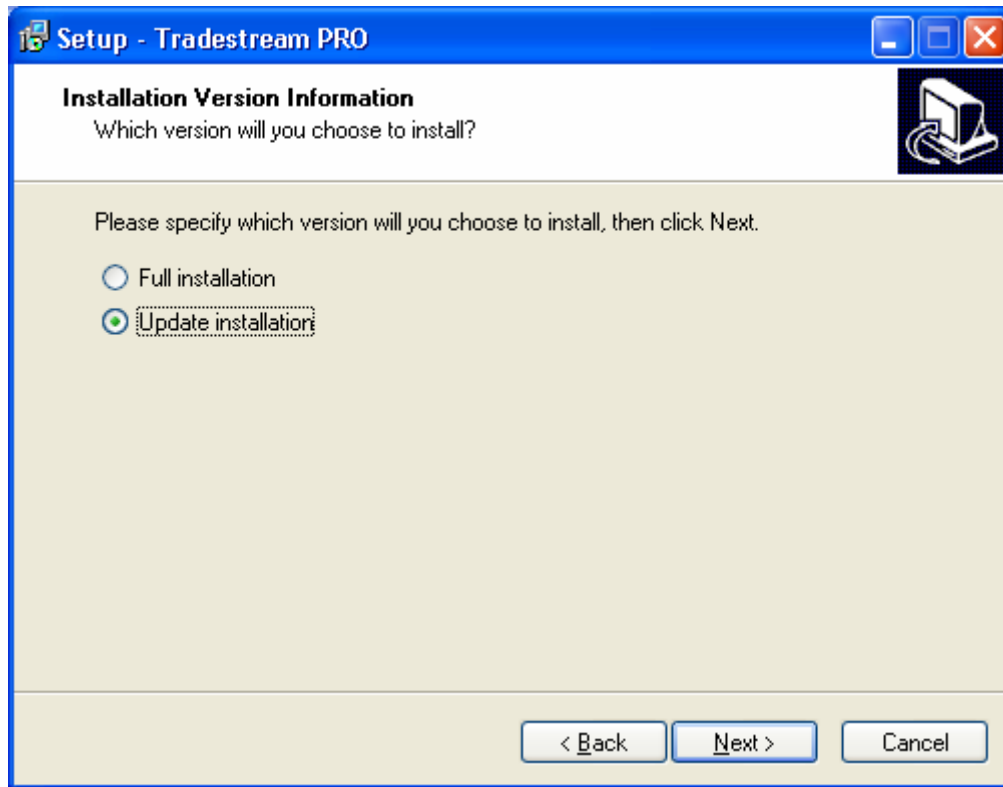 Setup - Tradestream PRO
Installation Version Information
Which version will you choose to install?
Please specify which version will you choose to install, then click Next.
Full installation
Update installation
< Back
Next >
Cancel